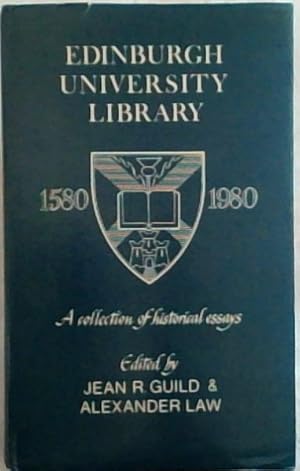 EDINBURGH
UNIVERSITY
LIBRARY
1580 1980
A collection of historical essays
Edited by
JEAN R. GUILD &
ALEXANDER LAW